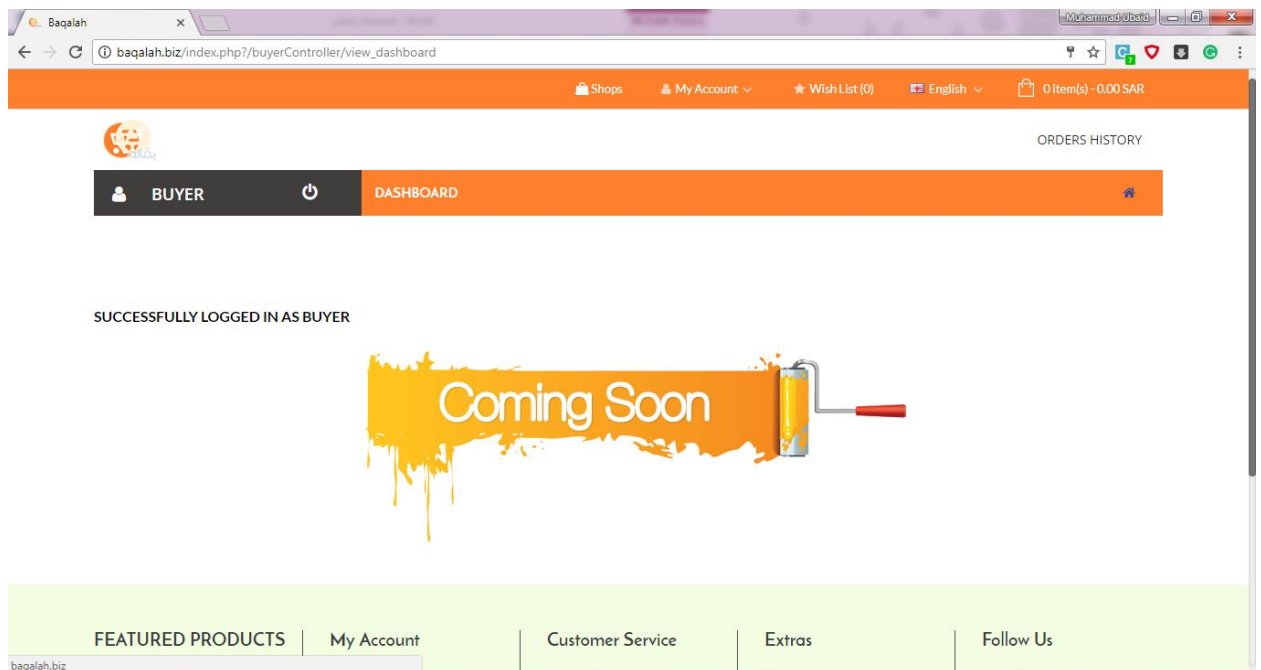 Baqalah
Muhammad Ubaid
baqalah.biz/index.php?/buyerController/view_dashboard
7
Shops
My Account
Wish List (0)
English
0 item(s) - 0.00 SAR
بقالة
ORDERS HISTORY
BUYER
DASHBOARD
SUCCESSFULLY LOGGED IN AS BUYER
Coming Soon
FEATURED PRODUCTS
My Account
Customer Service
Extras
Follow Us
baqalah.biz